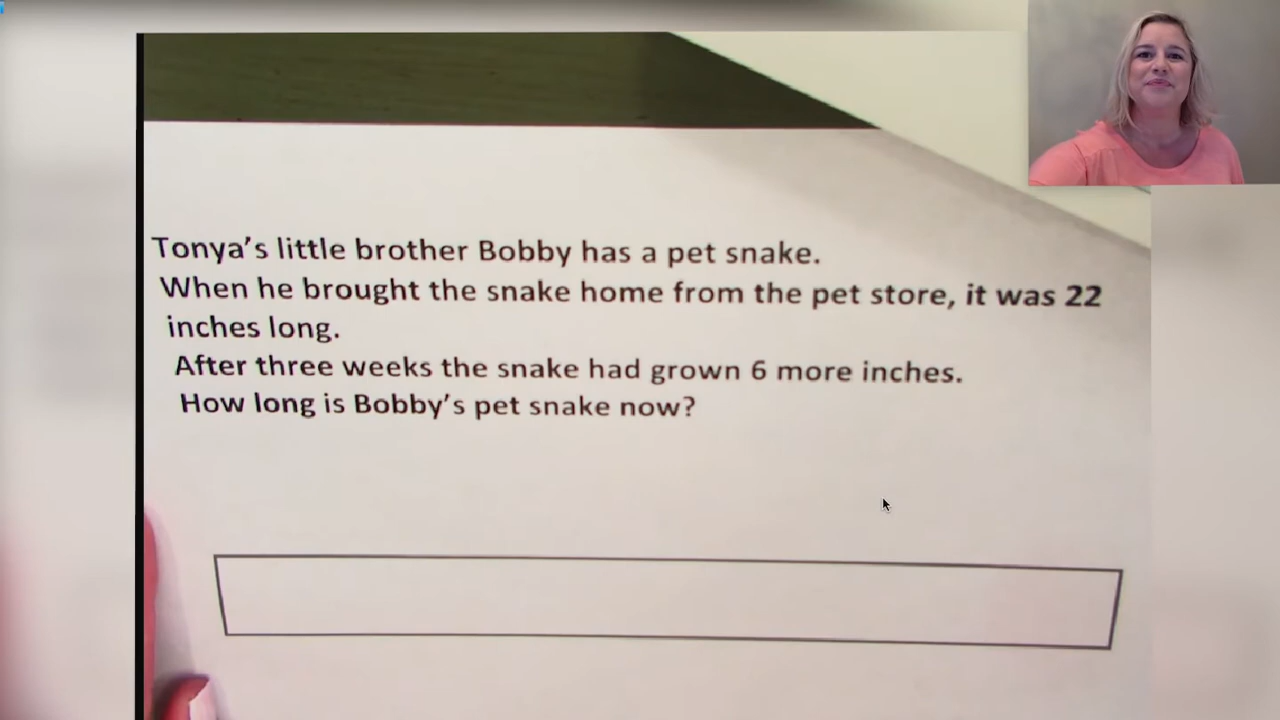 Tonya's little brother Bobby has a pet snake.
When he brought the snake home from the pet store, it was 22
inches long.
After three weeks the snake had grown 6 more inches.
How long is Bobby's pet snake now?